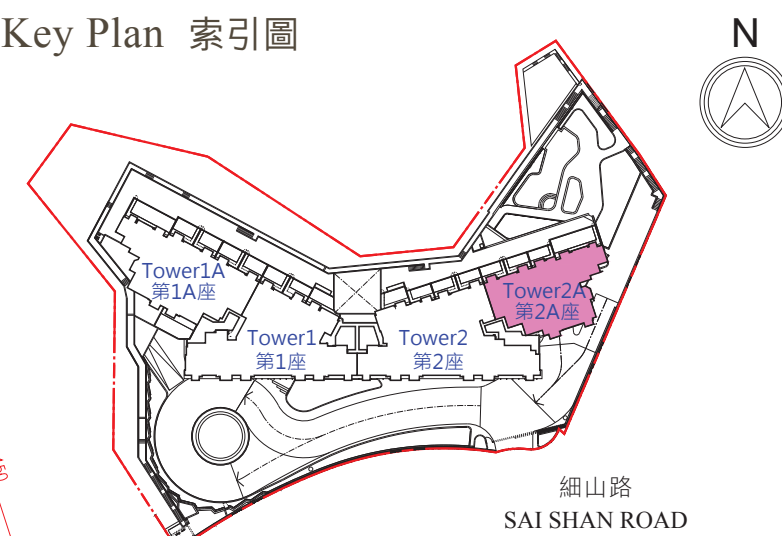 Key Plan 索引圖
N
Tower1A
第1A座
Tower2A
第2A座
Tower1
第1座
Tower2
第2座
細山路
SAI SHAN ROAD